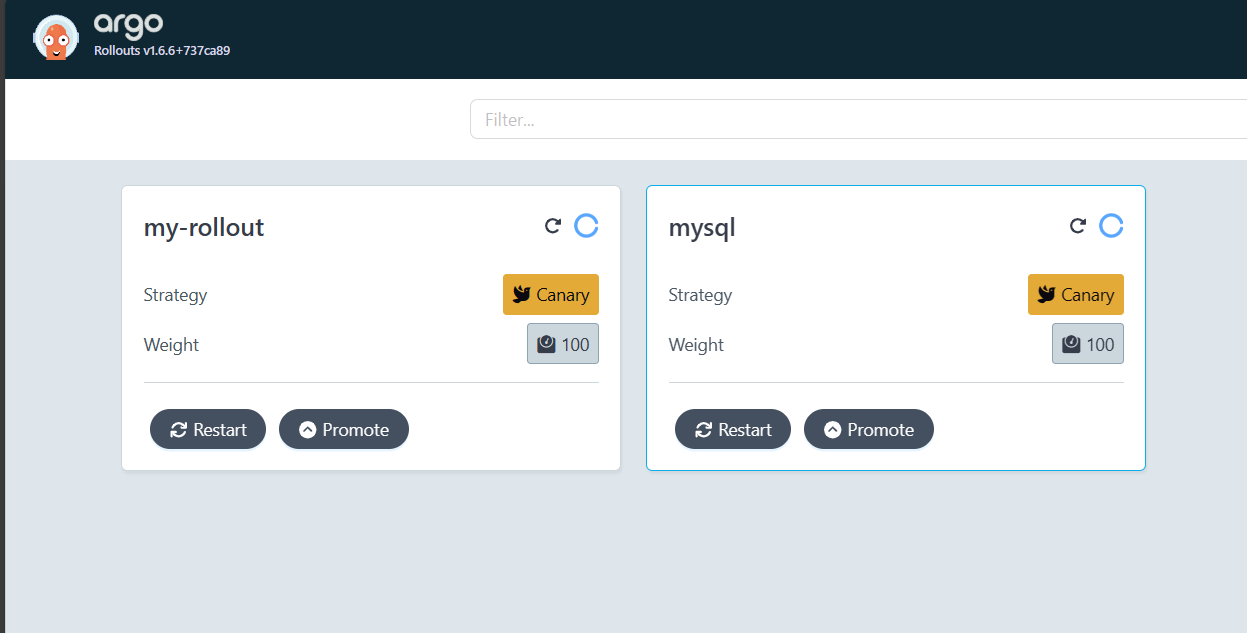 argo
Rollouts v1.6.6+737ca89
Filter...
my-rollout
Strategy
Canary
Weight
100
Restart
Promote
mysql
Strategy
Canary
Weight
100
Restart
Promote